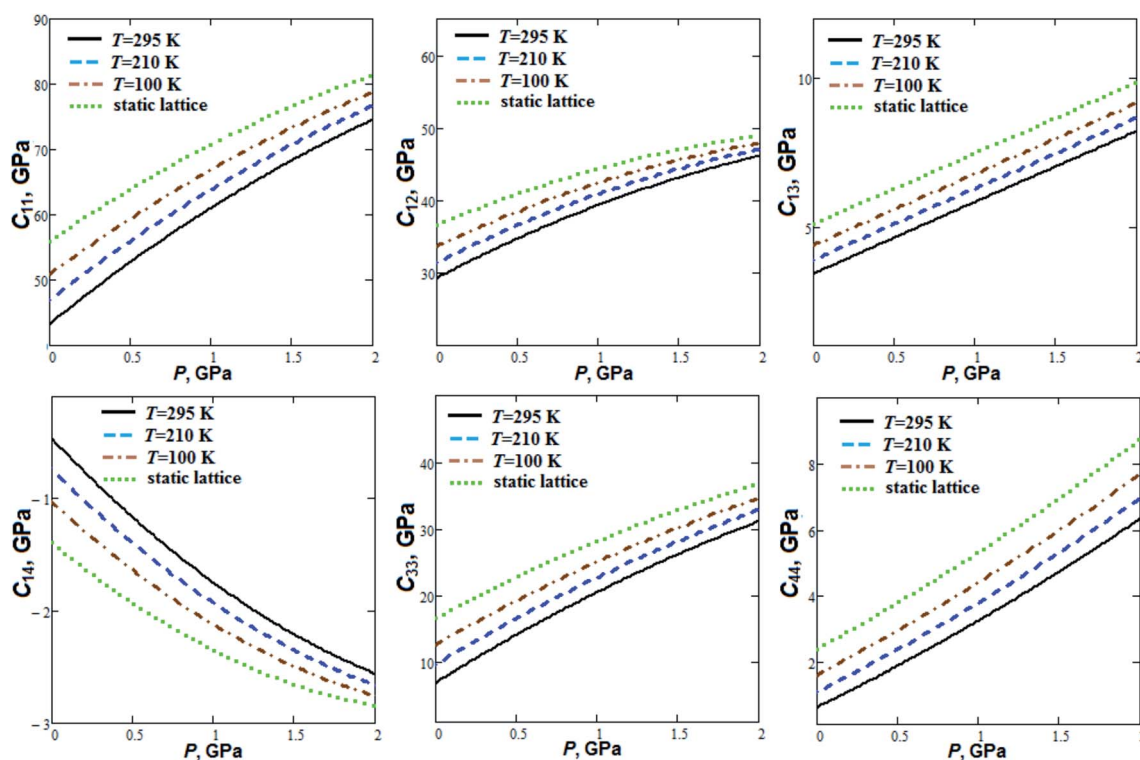 T=295 K
T=210 K
T=100 K
static lattice
90
80
70
60
50
C11, GPa
0 0.5 1 1.5 2
P, GPa
T=295 K
T=210 K
T=100 K
static lattice
60
50
40
30
C12, GPa
0 0.5 1 1.5 2
P, GPa
T=295 K
T=210 K
T=100 K
static lattice
10
5
C13, GPa
0 0.5 1 1.5 2
P, GPa
T=295 K
T=210 K
T=100 K
static lattice
−1
−2
−3
C14, GPa
0 0.5 1 1.5 2
P, GPa
T=295 K
T=210 K
T=100 K
static lattice
40
30
20
10
C33, GPa
0 0.5 1 1.5 2
P, GPa
T=295 K
T=210 K
T=100 K
static lattice
8
6
4
2
C44, GPa
0 0.5 1 1.5 2
P, GPa